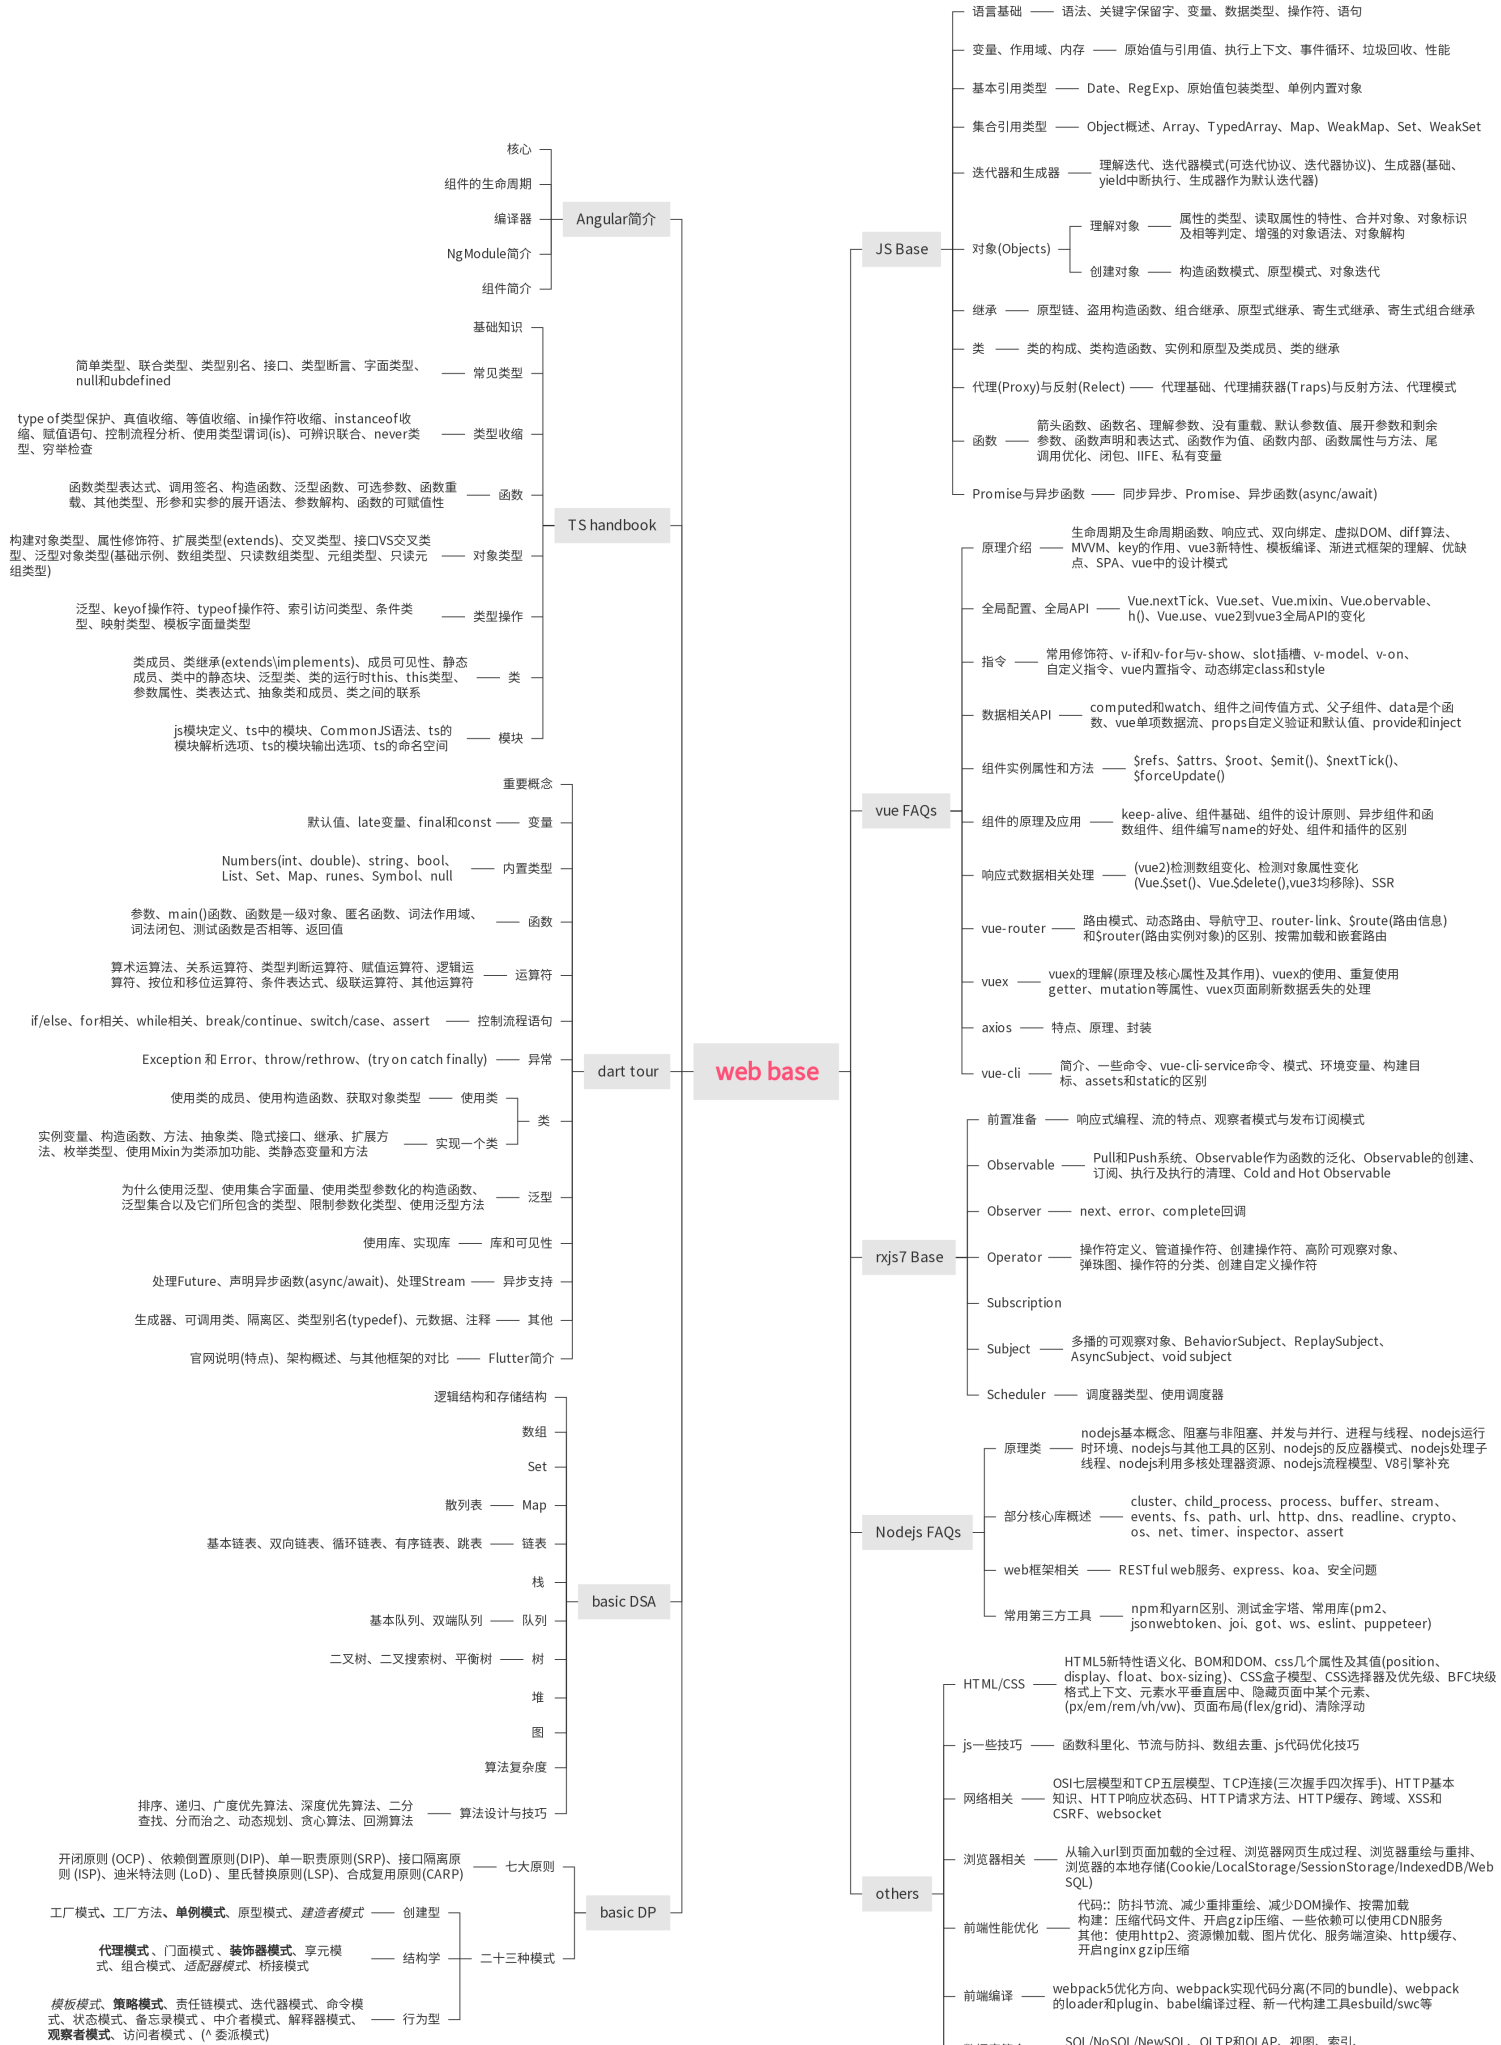 web base
JS Base
语言基础
语法、关键字保留字、变量、数据类型、操作符、语句
变量、作用域、内存
原始值与引用值、执行上下文、事件循环、垃圾回收、性能
基本引用类型
Date、RegExp、原始值包装类型、单例内置对象
集合引用类型
Object概述、Array、TypedArray、Map、WeakMap、Set、WeakSet
迭代器和生成器
理解迭代、迭代器模式(可迭代协议、迭代器协议)、生成器(基础、
yield中断执行、生成器作为默认迭代器)
对象(Objects)
理解对象
属性的类型、读取属性的特性、合并对象、对象标识
及相等判定、增强的对象语法、对象解构
创建对象
构造函数模式、原型模式、对象迭代
继承
原型链、盗用构造函数、组合继承、原型式继承、寄生式继承、寄生式组合继承
类
类的构成、类构造函数、实例和原型及类成员、类的继承
代理(Proxy)与反射(Relect)
代理基础、代理捕获器(Traps)与反射方法、代理模式
函数
箭头函数、函数名、理解参数、没有重载、默认参数值、展开参数和剩余
参数、函数声明和表达式、函数作为值、函数内部、函数属性与方法、尾
调用优化、闭包、IIFE、私有变量
Promise与异步函数
同步异步、Promise、异步函数(async/await)
vue FAQs
原理介绍
生命周期及生命周期函数、响应式、双向绑定、虚拟DOM、diff算法、
MVVM、key的作用、vue3新特性、模板编译、渐进式框架的理解、优缺
点、SPA、vue中的设计模式
全局配置、全局API
Vue.nextTick、Vue.set、Vue.mixin、Vue.obervable、
h()、Vue.use、vue2到vue3全局API的变化
指令
常用修饰符、v-if和v-for与v-show、slot插槽、v-model、v-on、
自定义指令、vue内置指令、动态绑定class和style
数据相关API
computed和watch、组件之间传值方式、父子组件、data是个函
数、vue单项数据流、props自定义验证和默认值、provide和inject
组件实例属性和方法
$refs、$attrs、$root、$emit()、$nextTick()、
$forceUpdate()
组件的原理及应用
keep-alive、组件基础、组件的设计原则、异步组件和函
数组件、组件编写name的好处、组件和插件的区别
响应式数据相关处理
(vue2)检测数组变化、检测对象属性变化
(Vue.$set()、Vue.$delete(),vue3均移除)、SSR
vue-router
路由模式、动态路由、导航守卫、router-link、$route(路由信息)
和$router(路由实例对象)的区别、按需加载和嵌套路由
vuex
vuex的理解(原理及核心属性及其作用)、vuex的使用、重复使用
getter、mutation等属性、vuex页面刷新数据丢失的处理
axios
特点、原理、封装
vue-cli
简介、一些命令、vue-cli-service命令、模式、环境变量、构建目
标、assets和static的区别
rxjs7 Base
前置准备
响应式编程、流的特点、观察者模式与发布订阅模式
Observable
Pull和Push系统、Observable作为函数的泛化、Observable的创建、
订阅、执行及执行的清理、Cold and Hot Observable
Observer
next、error、complete回调
Operator
操作符定义、管道操作符、创建操作符、高阶可观察对象、
弹珠图、操作符的分类、创建自定义操作符
Subscription
Subject
多播的可观察对象、BehaviorSubject、ReplaySubject、
AsyncSubject、void subject
Scheduler
调度器类型、使用调度器
Nodejs FAQs
原理类
nodejs基本概念、阻塞与非阻塞、并发与并行、进程与线程、nodejs运行
时环境、nodejs与其他工具的区别、nodejs的反应器模式、nodejs处理子
线程、nodejs利用多核处理器资源、nodejs流程模型、V8引擎补充
部分核心库概述
cluster、child_process、process、buffer、stream、
events、fs、path、url、http、dns、readline、crypto、
os、net、timer、inspector、assert
web框架相关
RESTful web服务、express、koa、安全问题
常用第三方工具
npm和yarn区别、测试金字塔、常用库(pm2、
jsonwebtoken、joi、got、ws、eslint、puppeteer)
others
HTML/CSS
HTML5新特性语义化、BOM和DOM、css几个属性及其值(position、
display、float、box-sizing)、CSS盒子模型、CSS选择器及优先级、BFC块级
格式上下文、元素水平垂直居中、隐藏页面中某个元素、
(px/em/rem/vh/vw)、页面布局(flex/grid)、清除浮动
js一些技巧
函数科里化、节流与防抖、数组去重、js代码优化技巧
网络相关
OSI七层模型和TCP五层模型、TCP连接(三次握手四次挥手)、HTTP基本
知识、HTTP响应状态码、HTTP请求方法、HTTP缓存、跨域、XSS和
CSRF、websocket
浏览器相关
从输入url到页面加载的全过程、浏览器网页生成过程、浏览器重绘与重排、
浏览器的本地存储(Cookie/LocalStorage/SessionStorage/IndexedDB/Web
SQL)
前端性能优化
代码:：防抖节流、减少重排重绘、减少DOM操作、按需加载
构建：压缩代码文件、开启gzip压缩、一些依赖可以使用CDN服务
其他：使用http2、资源懒加载、图片优化、服务端渲染、http缓存、
开启nginx gzip压缩
前端编译
webpack5优化方向、webpack实现代码分离(不同的bundle)、webpack
的loader和plugin、babel编译过程、新一代构建工具esbuild/swc等
SQL/NoSQL/NewSQL、OLTP和OLAP、视图、索引、
Angular简介
核心
组件的生命周期
编译器
NgModule简介
组件简介
TS handbook
基础知识
常见类型
简单类型、联合类型、类型别名、接口、类型断言、字面类型、
null和ubdefined
类型收缩
type of类型保护、真值收缩、等值收缩、in操作符收缩、instanceof收
缩、赋值语句、控制流程分析、使用类型谓词(is)、可辨识联合、never类
型、穷举检查
函数
函数类型表达式、调用签名、构造函数、泛型函数、可选参数、函数重
载、其他类型、形参和实参的展开语法、参数解构、函数的可赋值性
对象类型
构建对象类型、属性修饰符、扩展类型(extends)、交叉类型、接口VS交叉类
型、泛型对象类型(基础示例、数组类型、只读数组类型、元组类型、只读元
组类型)
类型操作
泛型、keyof操作符、typeof操作符、索引访问类型、条件类
型、映射类型、模板字面量类型
类
类成员、类继承(extends\implements)、成员可见性、静态
成员、类中的静态块、泛型类、类的运行时this、this类型、
参数属性、类表达式、抽象类和成员、类之间的联系
模块
js模块定义、ts中的模块、CommonJS语法、ts的
模块解析选项、ts的模块输出选项、ts的命名空间
dart tour
重要概念
变量
默认值、late变量、final和const
内置类型
Numbers(int、double)、string、bool、
List、Set、Map、runes、Symbol、null
函数
参数、main()函数、函数是一级对象、匿名函数、词法作用域、
词法闭包、测试函数是否相等、返回值
运算符
算术运算法、关系运算符、类型判断运算符、赋值运算符、逻辑运
算符、按位和移位运算符、条件表达式、级联运算符、其他运算符
控制流程语句
if/else、for相关、while相关、break/continue、switch/case、assert
异常
Exception 和 Error、throw/rethrow、(try on catch finally)
类
使用类
使用类的成员、使用构造函数、获取对象类型
实现一个类
实例变量、构造函数、方法、抽象类、隐式接口、继承、扩展方
法、枚举类型、使用Mixin为类添加功能、类静态变量和方法
泛型
为什么使用泛型、使用集合字面量、使用类型参数化的构造函数、
泛型集合以及它们所包含的类型、限制参数化类型、使用泛型方法
库和可见性
使用库、实现库
异步支持
处理Future、声明异步函数(async/await)、处理Stream
其他
生成器、可调用类、隔离区、类型别名(typedef)、元数据、注释
Flutter简介
官网说明(特点)、架构概述、与其他框架的对比
basic DSA
逻辑结构和存储结构
数组
Set
Map
散列表
链表
基本链表、双向链表、循环链表、有序链表、跳表
栈
队列
基本队列、双端队列
树
二叉树、二叉搜索树、平衡树
堆
图
算法复杂度
算法设计与技巧
排序、递归、广度优先算法、深度优先算法、二分
查找、分而治之、动态规划、贪心算法、回溯算法
basic DP
七大原则
开闭原则 (OCP) 、依赖倒置原则(DIP)、单一职责原则(SRP)、接口隔离原
则 (ISP)、迪米特法则 (LoD) 、里氏替换原则(LSP)、合成复用原则(CARP)
二十三种模式
创建型
工厂模式、工厂方法、单例模式、原型模式、建造者模式
结构学
代理模式 、门面模式 、装饰器模式、享元模
式、组合模式、适配器模式、桥接模式
行为型
模板模式、策略模式、责任链模式、迭代器模式、命令模
式、状态模式、备忘录模式 、中介者模式、解释器模式、
观察者模式、访问者模式 、(^ 委派模式)